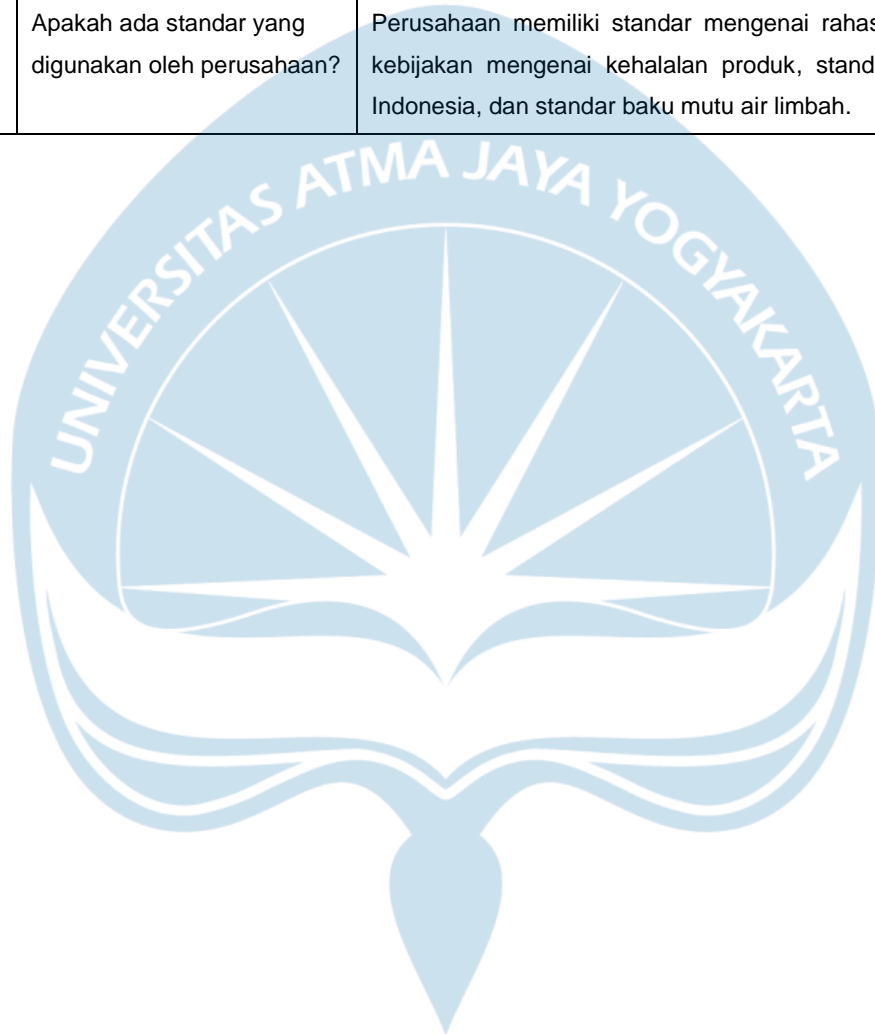 Apakah ada standar yang
digunakan oleh perusahaan?
Perusahaan memiliki standar mengenai
kebijakan mengenai kehalalan produk,
Indonesia, dan standar baku mutu air limbah.
UNIVERSITAS ATMA JAYA YOGYAKARTA